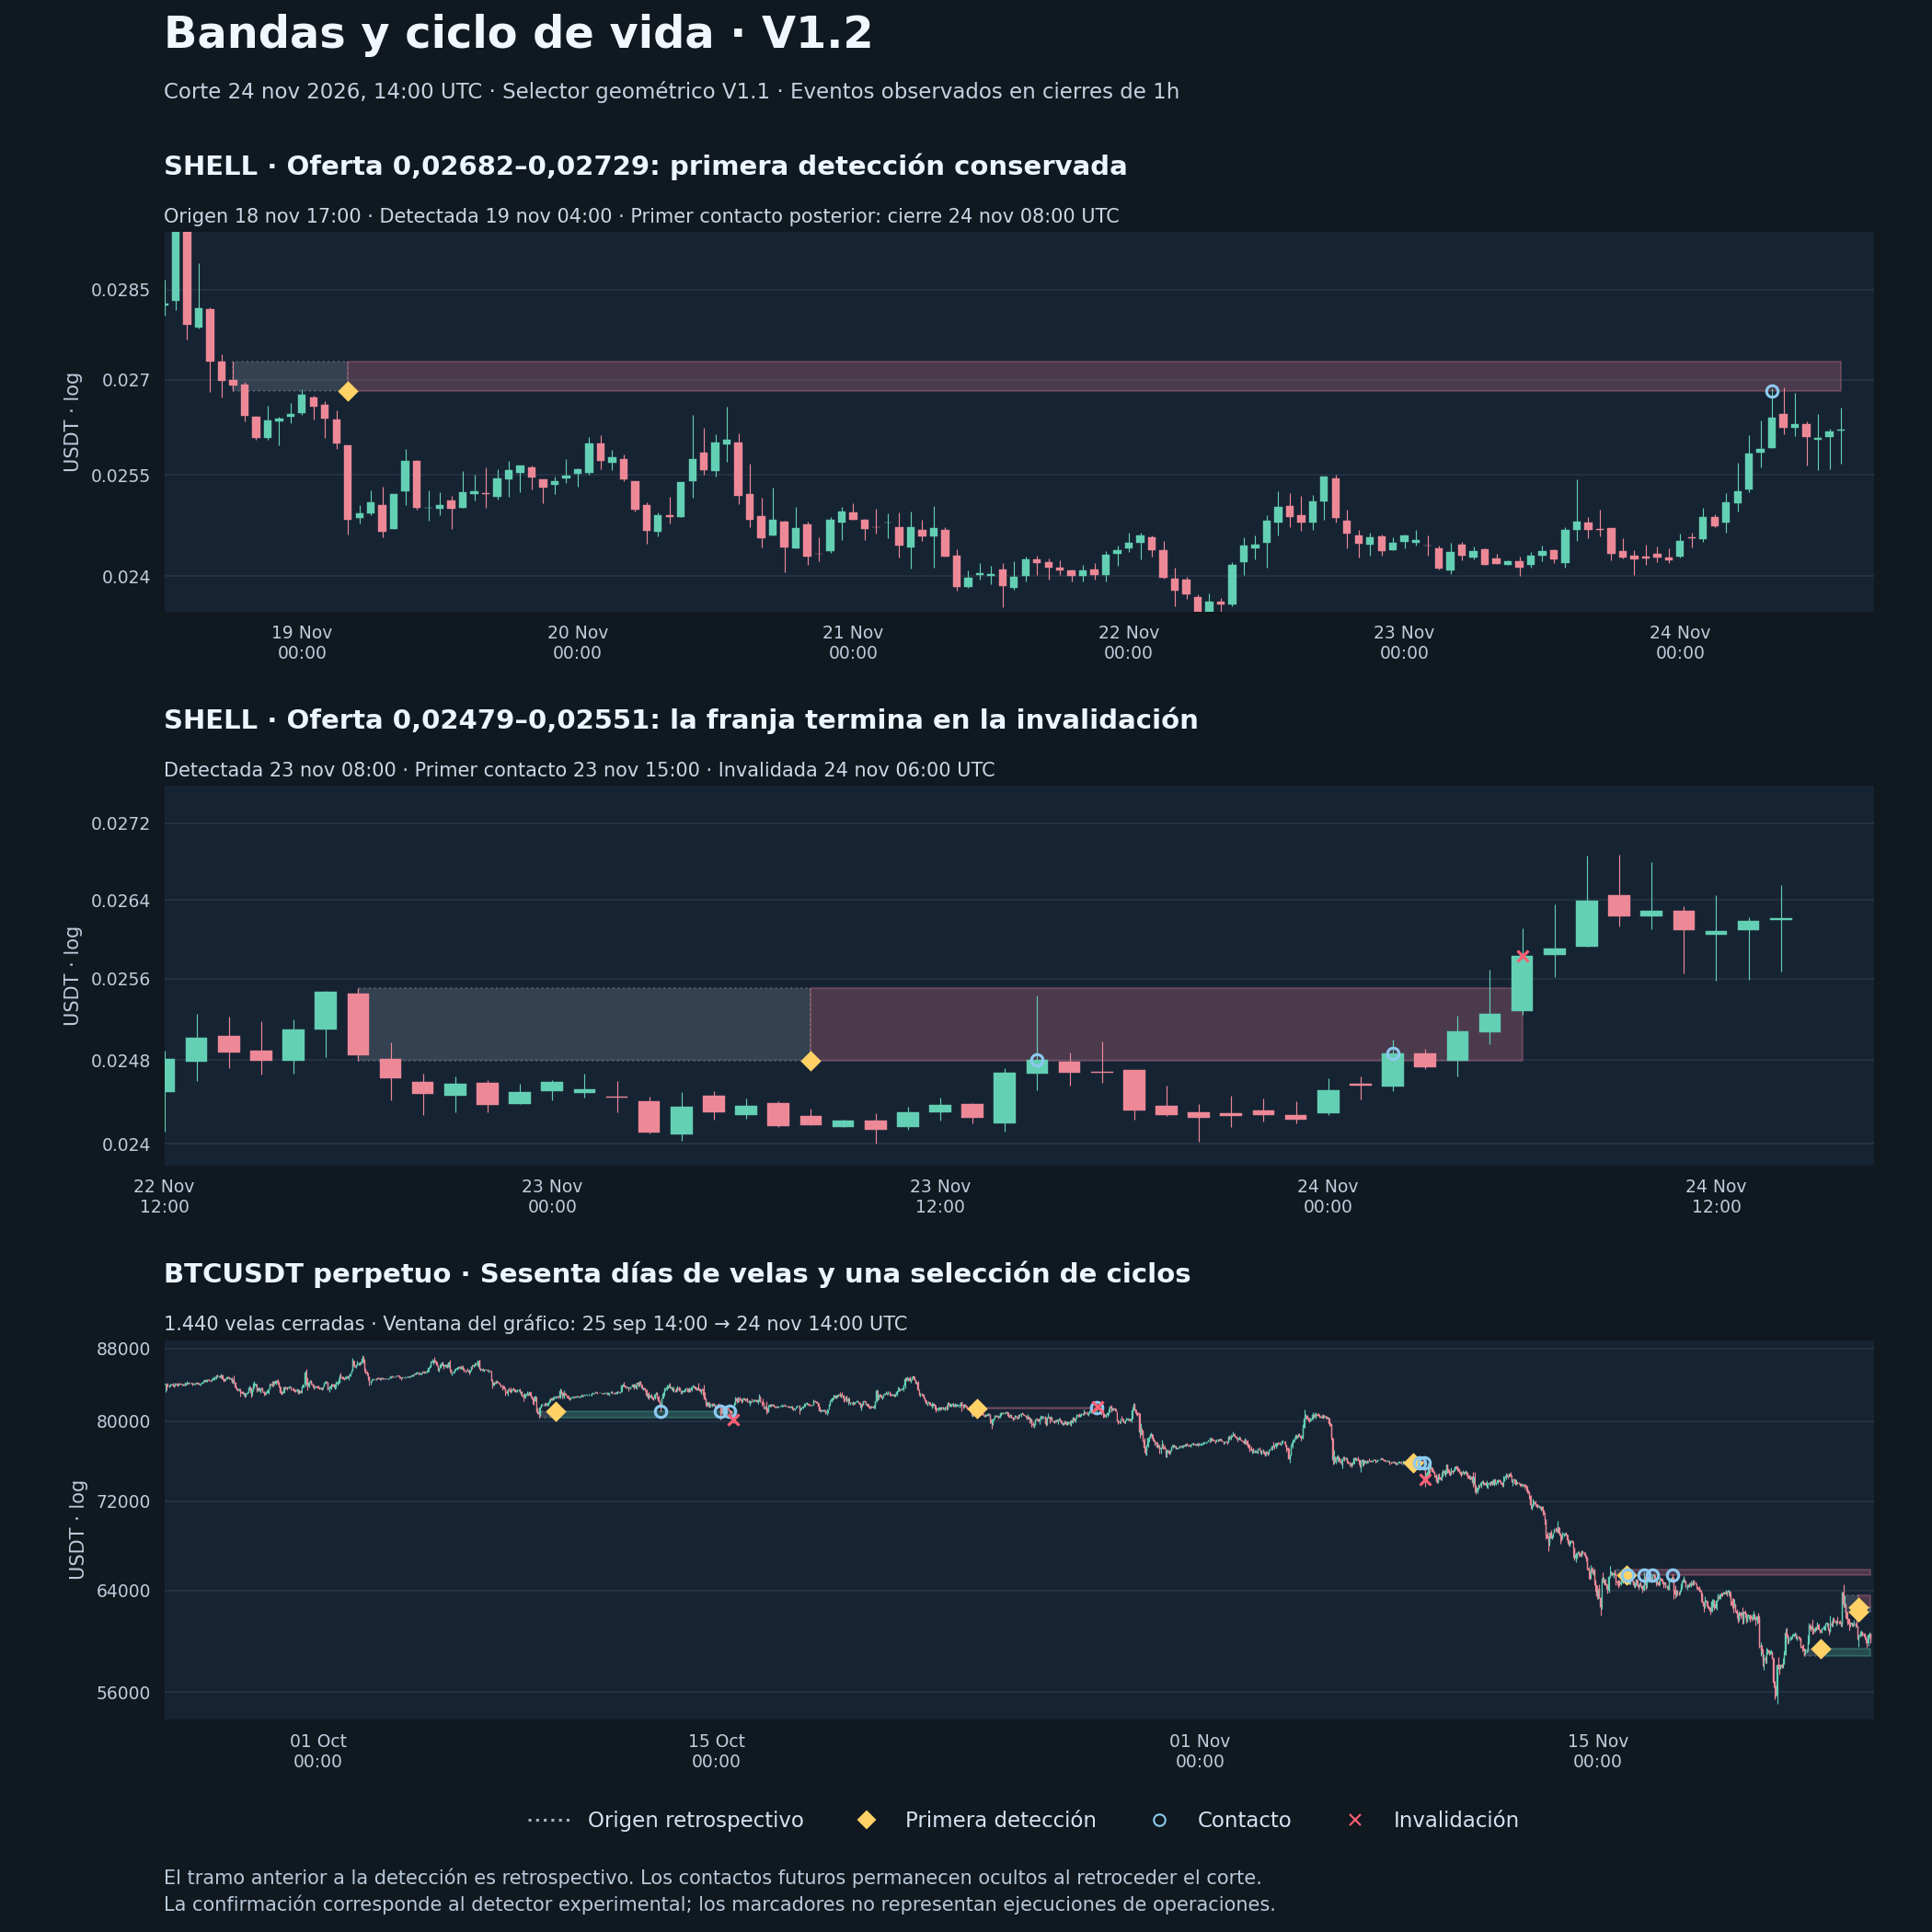 Bandas y ciclo de vida · V1.2
Corte 24 nov 2026, 14:00 UTC · Selector geométrico V1.1 · Eventos observados en cierres de 1h
SHELL · Oferta 0,02682–0,02729: primera detección conservada
Origen 18 nov 17:00 · Detectada 19 nov 04:00 · Primer contacto posterior: cierre 24 nov 08:00 UTC
USDT · log
0.0285
0.027
0.0255
0.024
19 Nov
00:00
20 Nov
00:00
21 Nov
00:00
22 Nov
00:00
23 Nov
00:00
24 Nov
00:00
SHELL · Oferta 0,02479–0,02551: la franja termina en la invalidación
Detectada 23 nov 08:00 · Primer contacto 23 nov 15:00 · Invalidada 24 nov 06:00 UTC
USDT · log
0.0272
0.0264
0.0256
0.0248
0.024
22 Nov
12:00
23 Nov
00:00
23 Nov
12:00
24 Nov
00:00
24 Nov
12:00
BTCUSDT perpetuo · Sesenta días de velas y una selección de ciclos
1.440 velas cerradas · Ventana del gráfico: 25 sep 14:00 → 24 nov 14:00 UTC
USDT · log
88000
80000
72000
64000
56000
01 Oct
00:00
15 Oct
00:00
01 Nov
00:00
15 Nov
00:00
Origen retrospectivo
Primera detección
Contacto
Invalidación
El tramo anterior a la detección es retrospectivo. Los contactos futuros permanecen ocultos al retroceder el corte.
La confirmación corresponde al detector experimental; los marcadores no representan ejecuciones de operaciones.